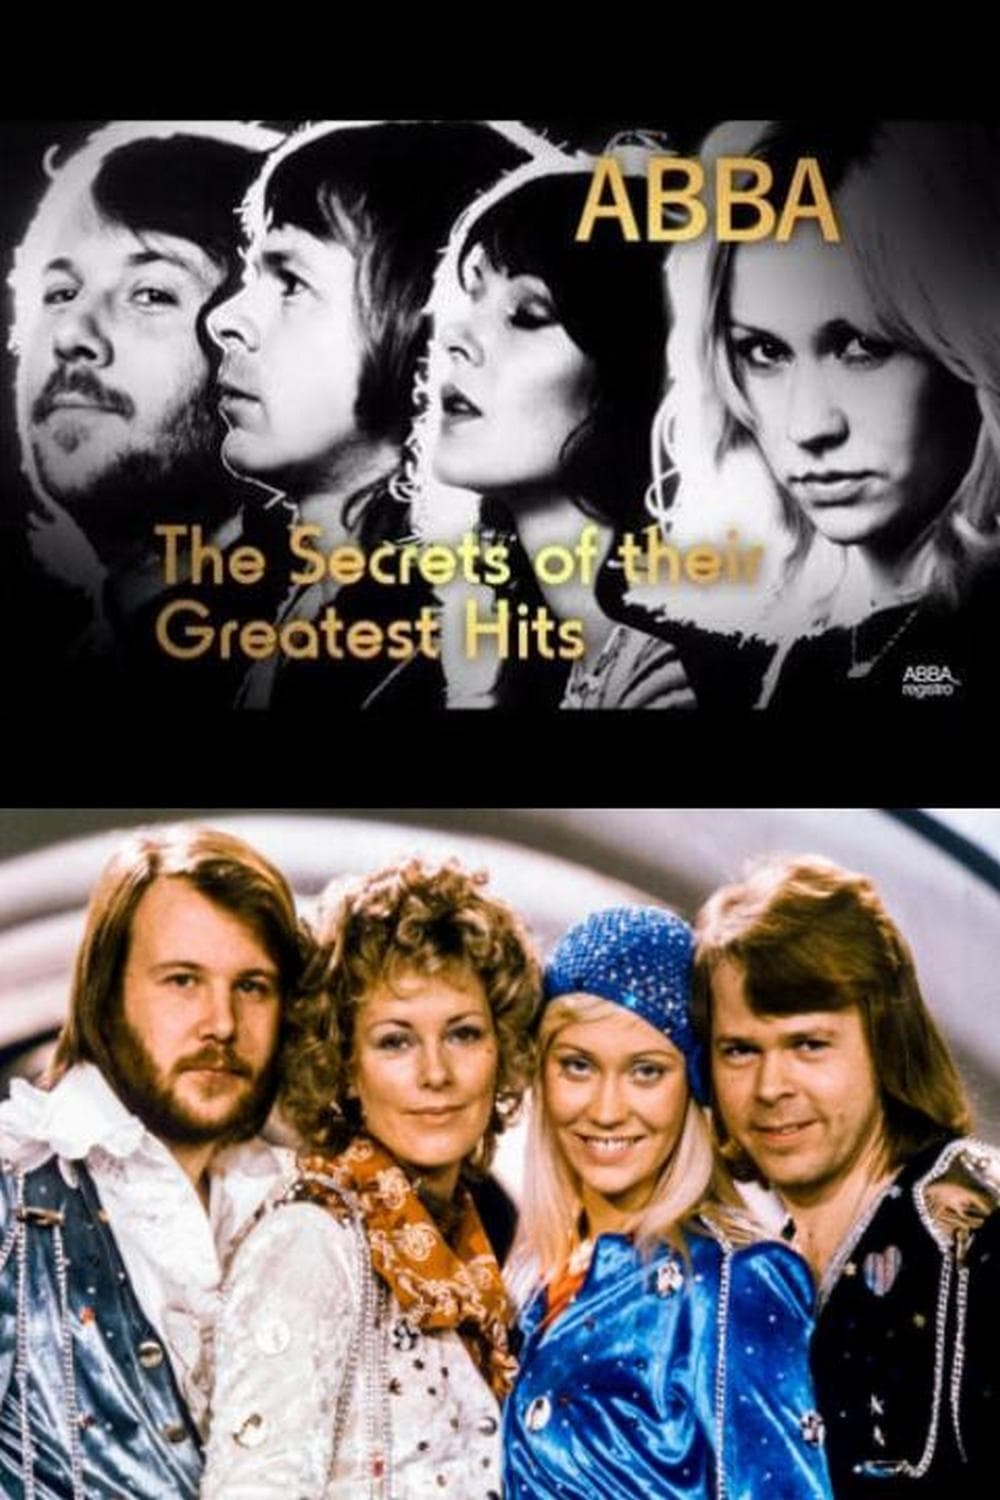 ABBA
The Secrets of their
Greatest Hits
ABBA
registro